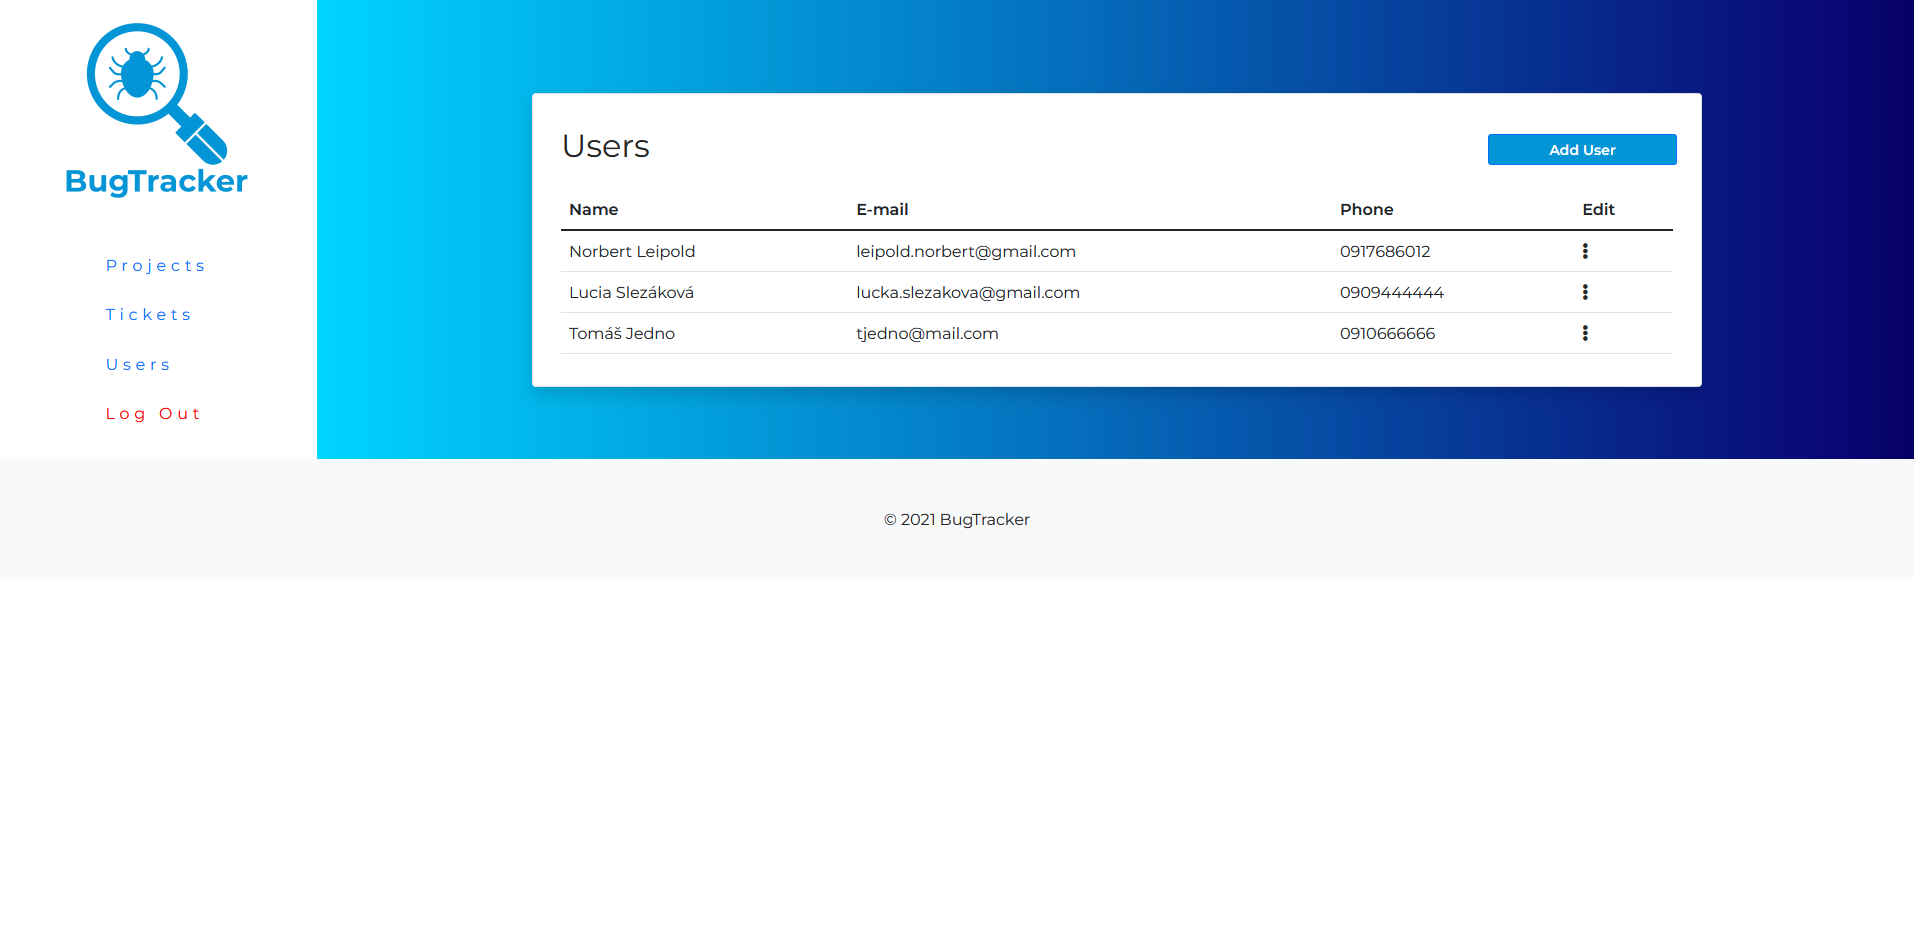 BugTracker
Projects
Tickets
Users
Log Out
Users
Add User
Name E-mail Phone Edit
Norbert Leipold leipold.norbert@gmail.com 0917686012
Lucia Slezáková lucka.slezakova@gmail.com 0909444444
Tomáš Jedno tjedno@mail.com 0910666666
© 2021 BugTracker